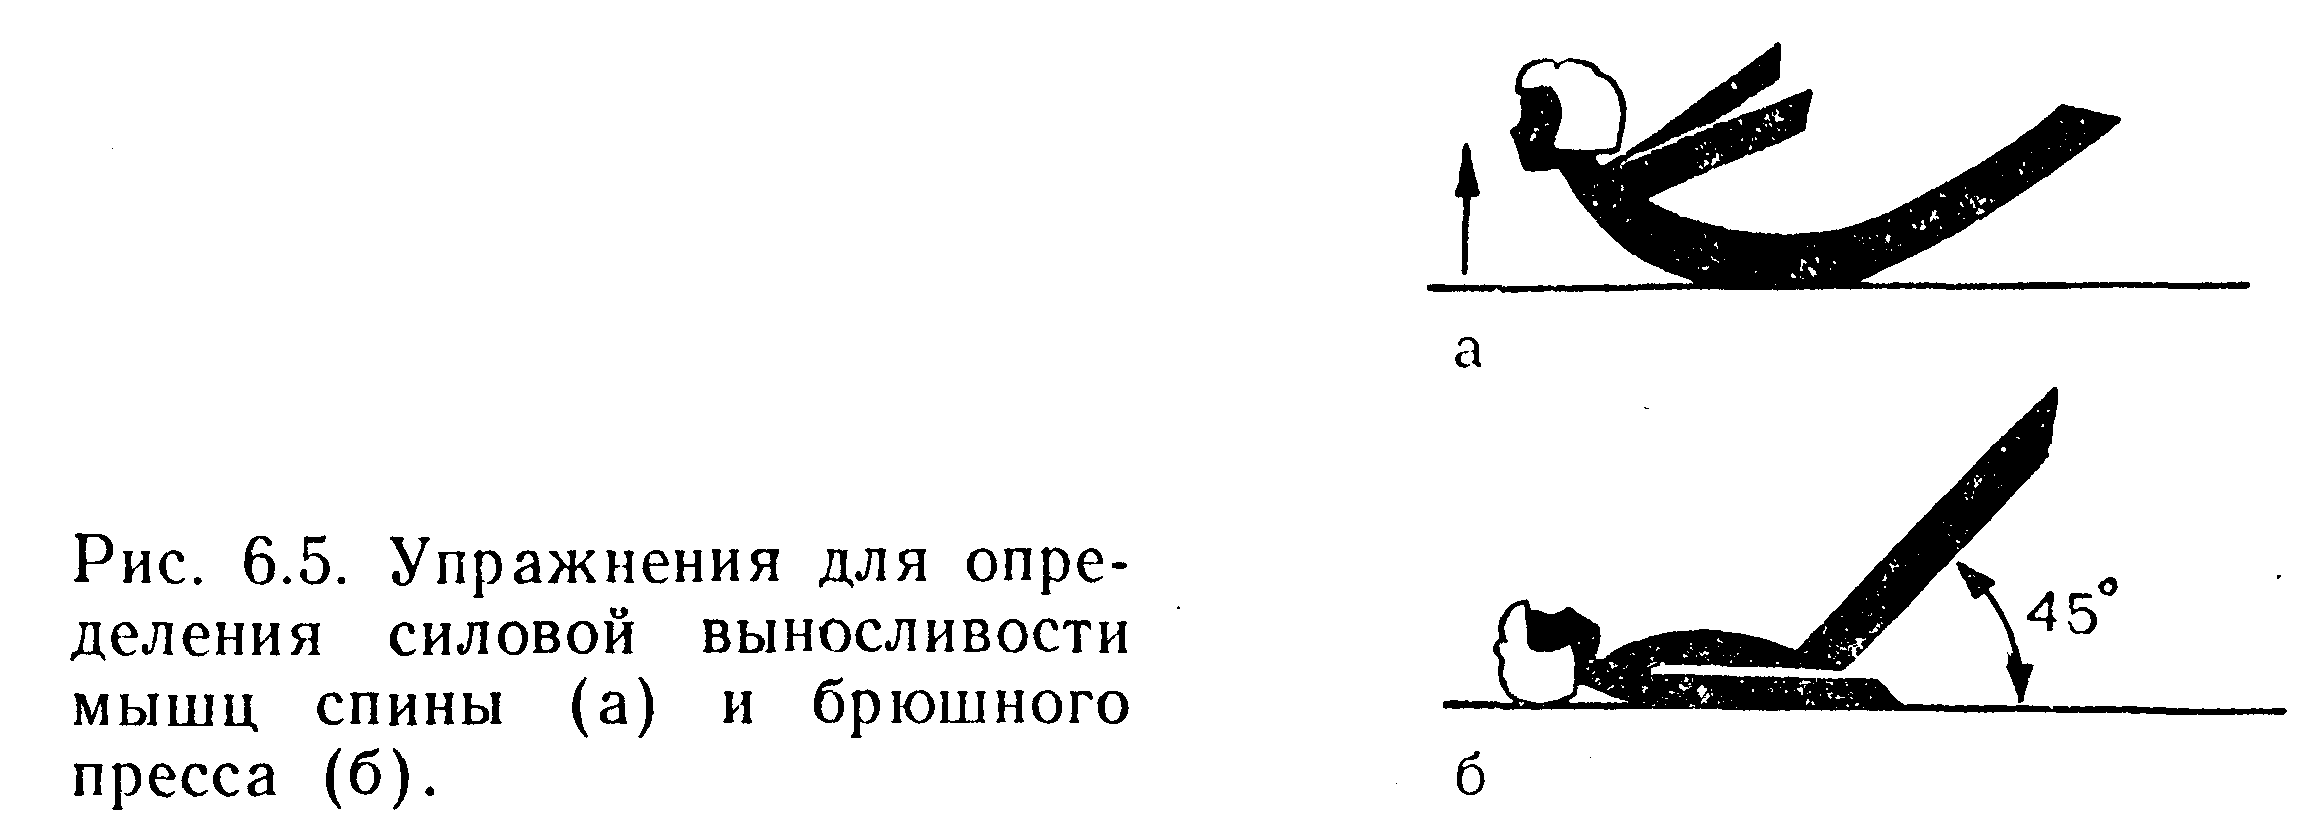 а
45°
б
Рис. 6.5. Упражнения для опре-
деления силовой выносливости
мышц спины (а) и брюшного
пресса (б).